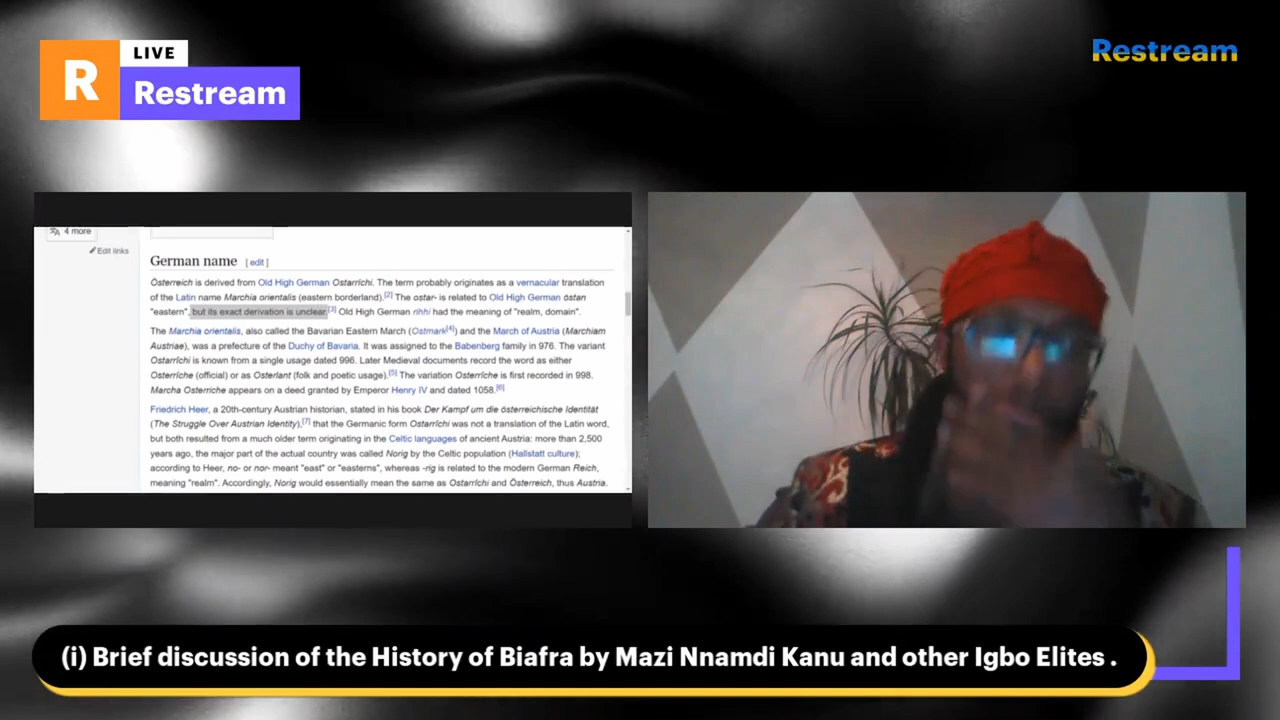 LIVE
R
Restream
Restream
4 more
Edit links
German name [ edit ]
Österreich is derived from Old High German Ostarrîchi. The term probably originates as a vernacular translation
of the Latin name Marchia orientalis (eastern borderland).[2] The ostar- is related to Old High German ōstan
"eastern", but its exact derivation is unclear.[3] Old High German rihhi had the meaning of "realm, domain".
The Marchia orientalis, also called the Bavarian Eastern March (Ostmark[4]) and the March of Austria (Marchiam
Austriae), was a prefecture of the Duchy of Bavaria. It was assigned to the Babenberg family in 976. The variant
Ostarrîchi is known from a single usage dated 996. Later Medieval documents record the word as either
Osterrîche (official) or as Osterlant (folk and poetic usage).[5] The variation Osterrîche is first recorded in 998.
Marcha Osterriche appears on a deed granted by Emperor Henry IV and dated 1058.[6]
Friedrich Heer, a 20th-century Austrian historian, stated in his book Der Kampf um die österreichische Identität
(The Struggle Over Austrian Identity),[7] that the Germanic form Ostarrîchi was not a translation of the Latin word,
but both resulted from a much older term originating in the Celtic languages of ancient Austria: more than 2,500
years ago, the major part of the actual country was called Norig by the Celtic population (Hallstatt culture);
according to Heer, no- or nor- meant "east" or "easterns", whereas -rig is related to the modern German Reich,
meaning "realm". Accordingly, Norig would essentially mean the same as Ostarrîchi and Österreich, thus Austria.
(i) Brief discussion of the History of Biafra by Mazi Nnamdi Kanu and other Igbo Elites .